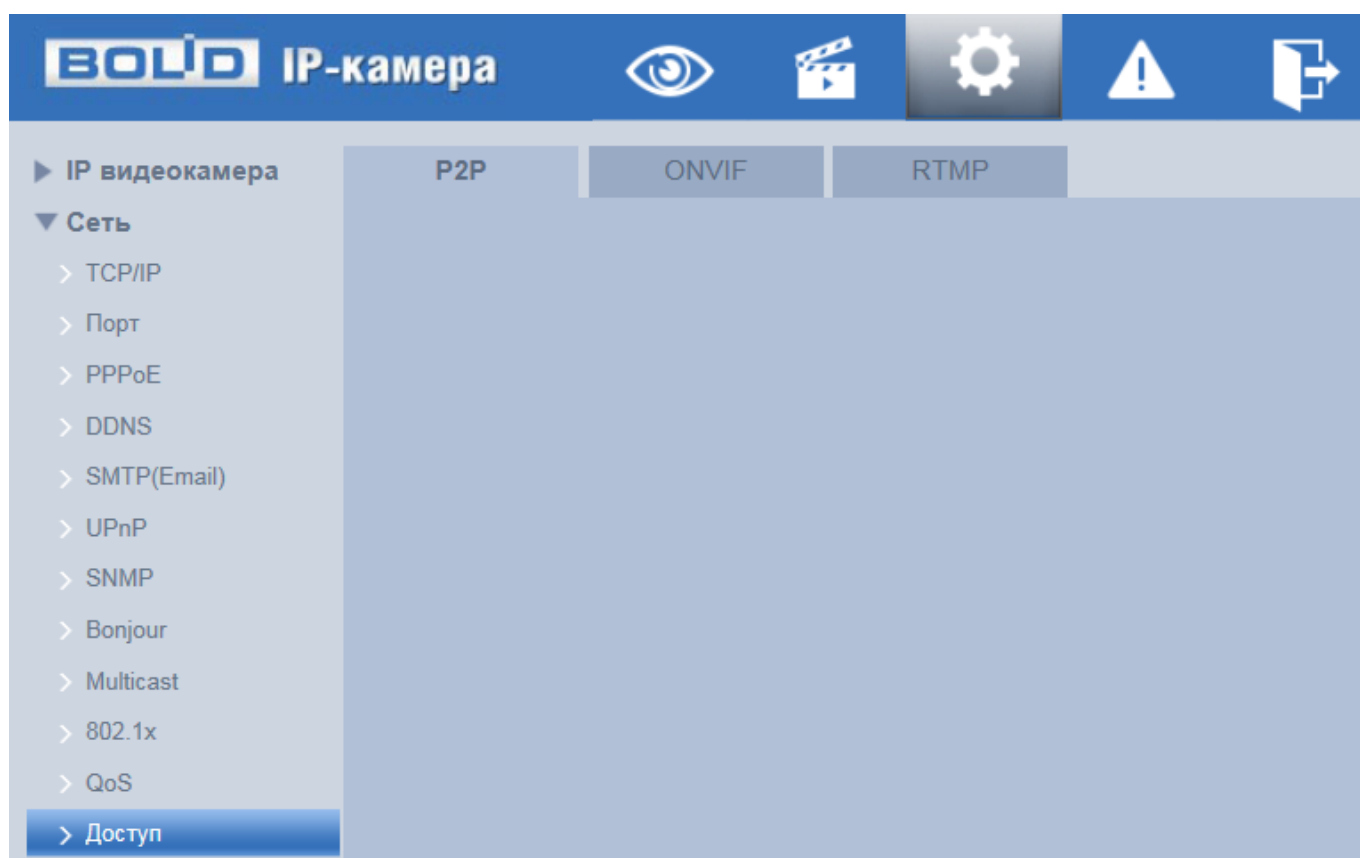 BOLID IP-камера
IP видеокамера
P2P
ONVIF
RTMP
Сеть
TCP/IP
Порт
PPPoE
DDNS
SMTP(Email)
UPnP
SNMP
Bonjour
Multicast
802.1x
QoS
Доступ